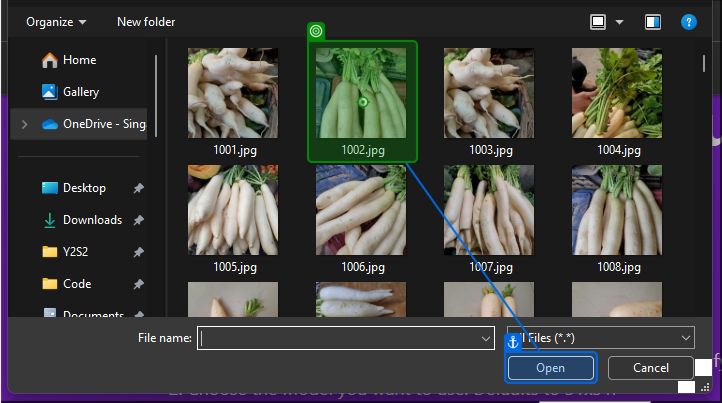 Organize
New folder
Home
Gallery
OneDrive - Sing
Desktop
Downloads
Y2S2
Code
Documents
1001.jpg
1002.jpg
1003.jpg
1004.jpg
1005.jpg
1006.jpg
1007.jpg
1008.jpg
File name:
Files (*.*)
Open
Cancel